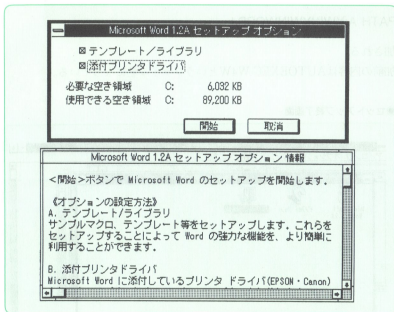 Microsoft Word 1.2A セットアップ オプション
テンプレート／ライブラリ
添付プリンタドライバ
必要な空き領域 C: 6,032 KB
使用できる空き領域 C: 89,200 KB
開始 取消
Microsoft Word 1.2A セットアップ オプション 情報
＜開始＞ボタンで Microsoft Word のセットアップを開始します。
《オプションの設定方法》
A. テンプレート/ライブラリ
サンプルマクロ、テンプレート等をセットアップします。これらを
セットアップすることによって Word の強力な機能を、より簡単に
利用することができます。
B. 添付プリンタドライバ
Microsoft Word に添付しているプリンタ ドライバ(EPSON・Canon)